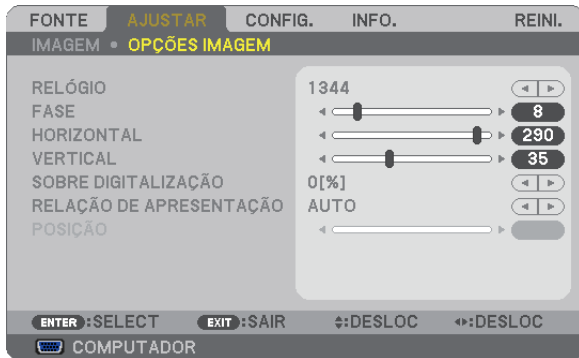 FONTE AJUSTAR CONFIG. INFO. REINI.
IMAGEM • OPÇÕES IMAGEM
RELÓGIO 1344
FASE 8
HORIZONTAL 290
VERTICAL 35
SOBRE DIGITALIZAÇÃO 0[%]
RELAÇÃO DE APRESENTAÇÃO AUTO
POSIÇÃO
ENTER :SELECT EXIT :SAIR :DESLOC :DESLOC
COMPUTADOR